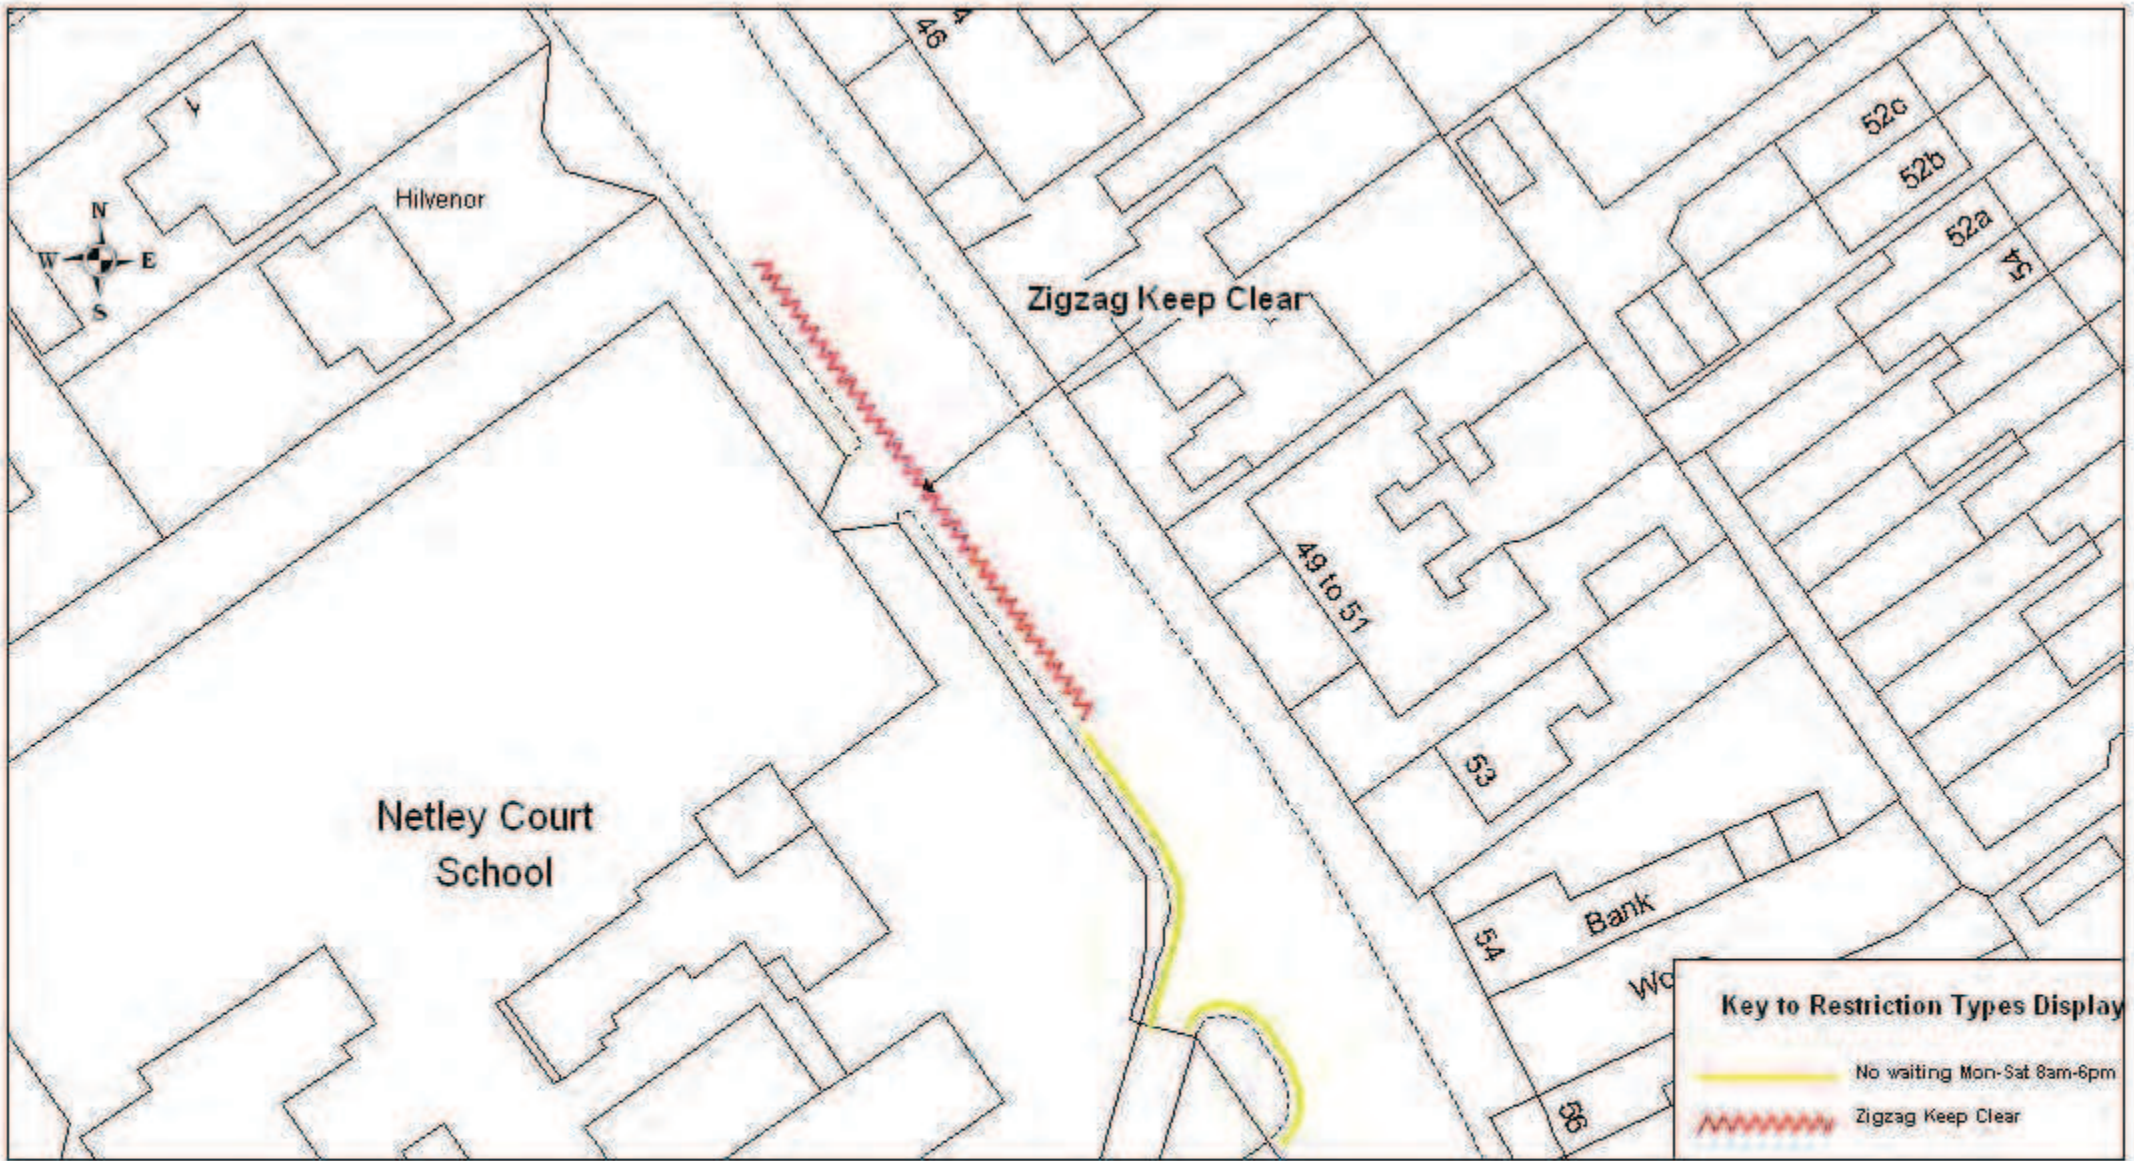 46
4
52c
52b
52a
54
Hilvenor
N
W E
S
Zigzag Keep Clear
49 to 51
53
Netley Court
School
54
Bank
56
Key to Restriction Types Display
No waiting Mon-Sat 8am-6pm
Zigzag Keep Clear